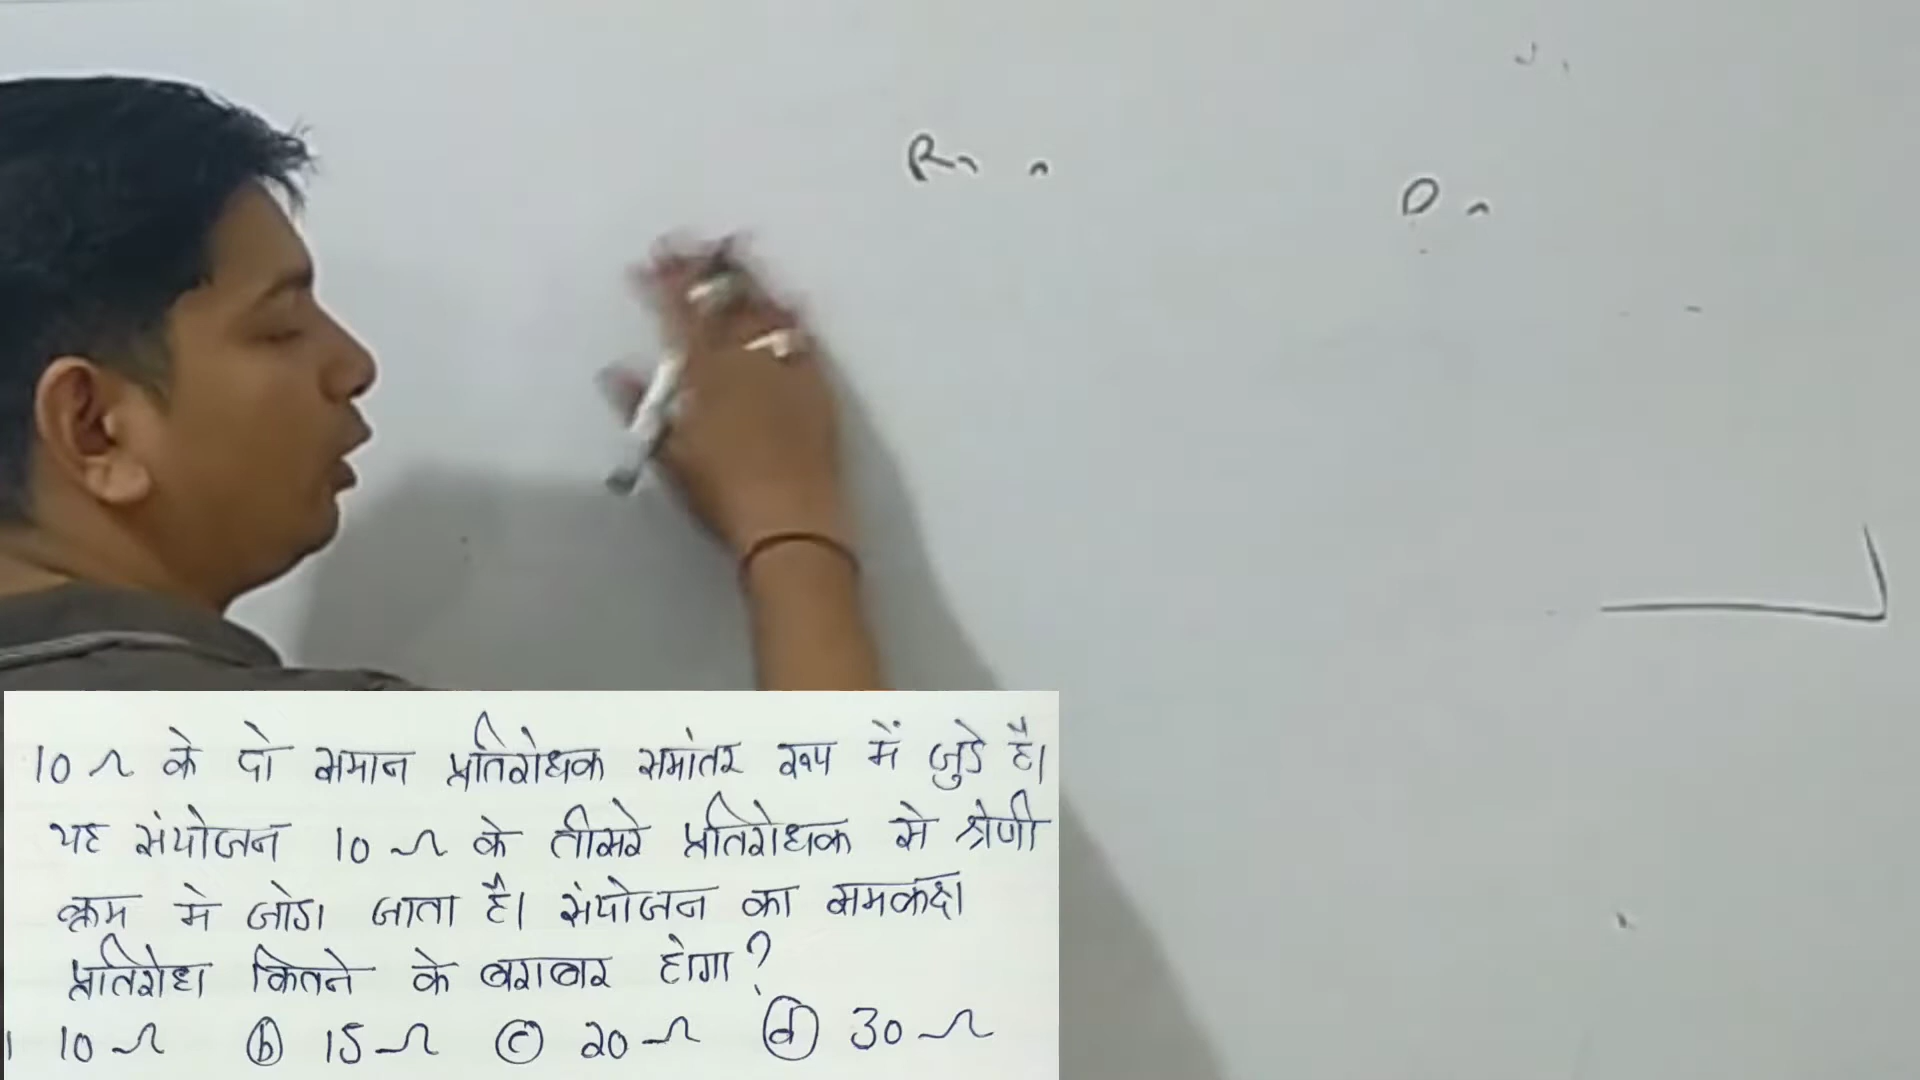 R
10 Ω के दो समान प्रतिरोधक समांतर रूप में जुड़े है।
यह संयोजन 10 Ω के तीसरे प्रतिरोधक से श्रेणी
क्रम मे जोड़ा जाता है। संयोजन का समकक्ष
प्रतिरोध कितने के बराबर होगा?
10 Ω (b) 15 Ω (c) 20 Ω (d) 30 Ω